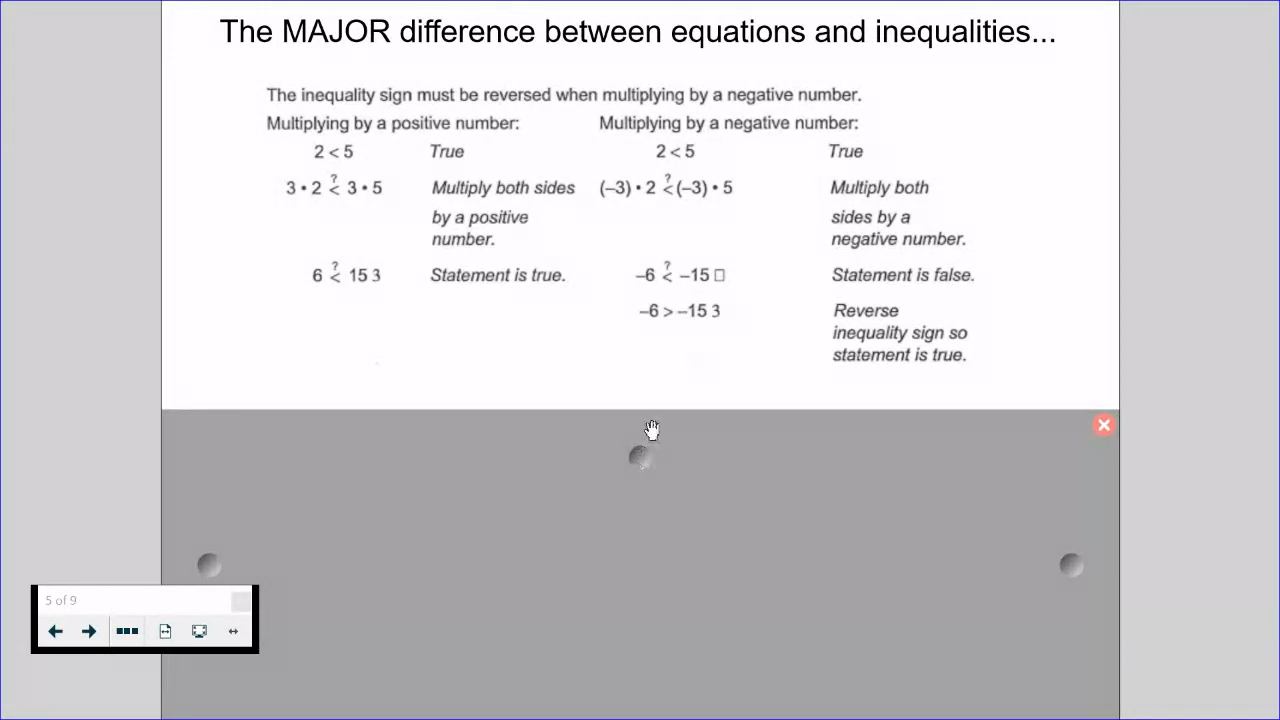 The MAJOR difference between equations and inequalities...
The inequality sign must be reversed when multiplying by a negative number.
Multiplying by a positive number: Multiplying by a negative number:
2 < 5 True 2 < 5 True
3 • 2 ?< 3 • 5 Multiply both sides (–3) • 2 ?< (–3) • 5 Multiply both
by a positive sides by a
number. negative number.
6 ?< 15 3 Statement is true. –6 ?< –15 □ Statement is false.
–6 > –15 3 Reverse
inequality sign so
statement is true.
5 of 9